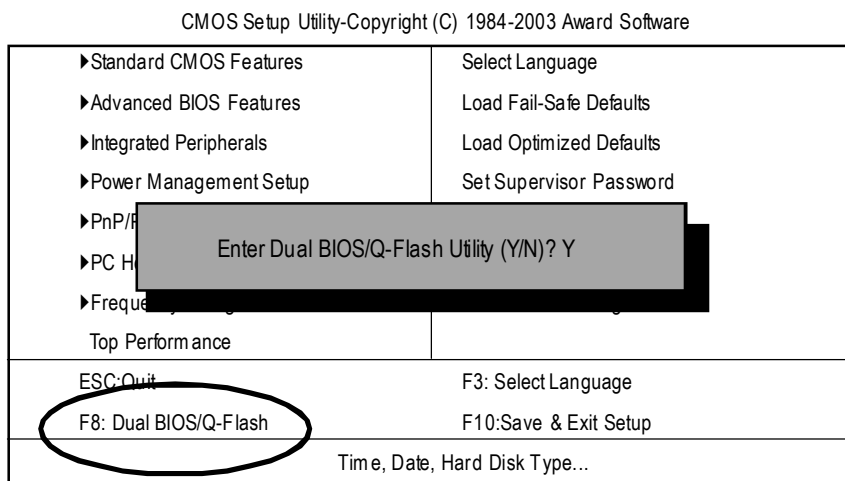 CMOS Setup Utility-Copyright (C) 1984-2003 Award Software
Standard CMOS Features
Select Language
Advanced BIOS Features
Load Fail-Safe Defaults
Integrated Peripherals
Load Optimized Defaults
Power Management Setup
Set Supervisor Password
PnP/
PC
Enter Dual BIOS/Q-Flash Utility (Y/N)? Y
Top Performance
ESC:Quit
F3: Select Language
F8: Dual BIOS/Q-Flash
F10:Save & Exit Setup
Time, Date, Hard Disk Type...